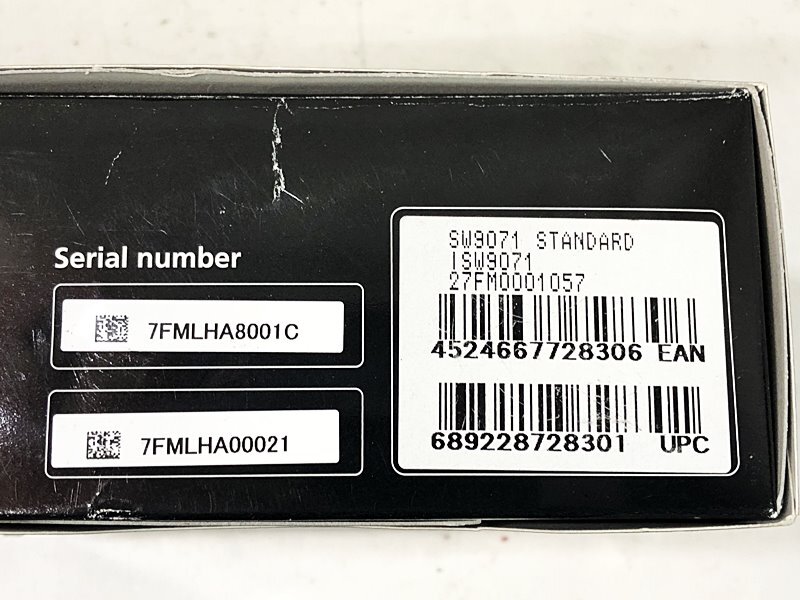 Serial number
7FMLHA8001C
7FMLHA00021
SW9071 STANDARD
ISW9071
27FM0001057
4524667728306 EAN
689228728301 UPC